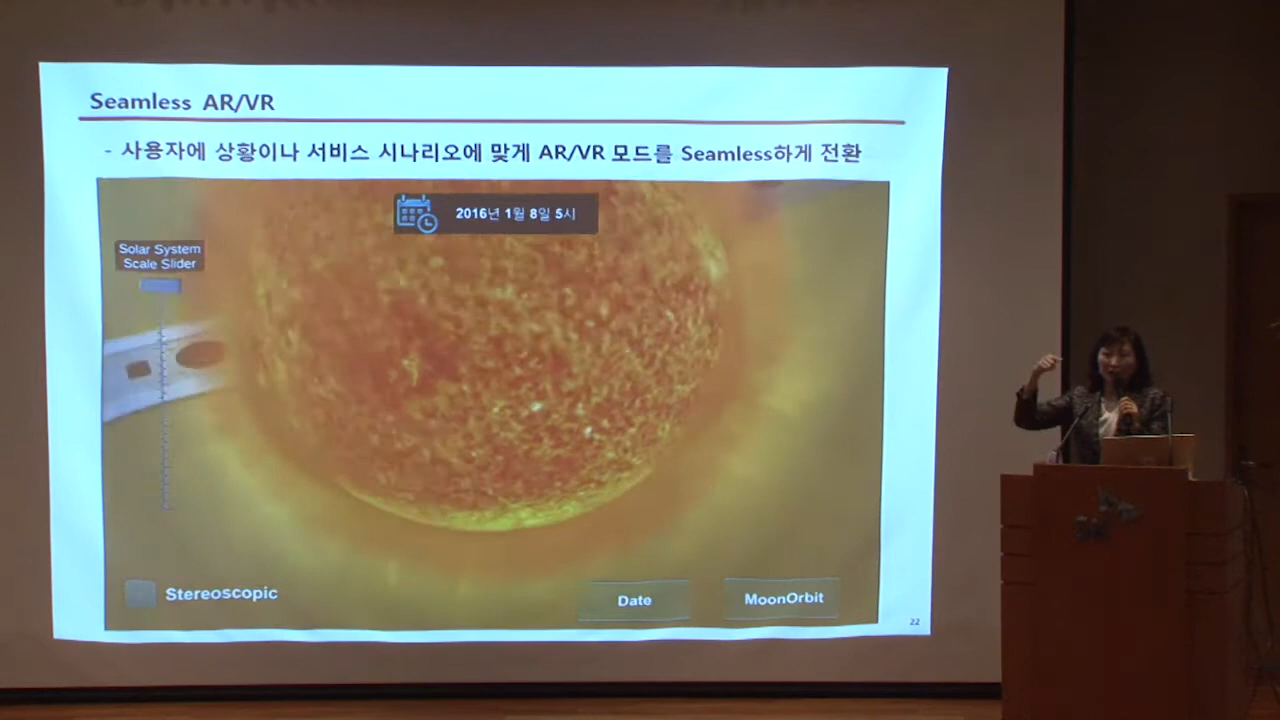 Seamless AR/VR
- 사용자에 상황이나 서비스 시나리오에 맞게 AR/VR 모드를 Seamless하게 전환
2016년 1월 8일 5시
Solar System
Scale Slider
Stereoscopic
Date
MoonOrbit
22